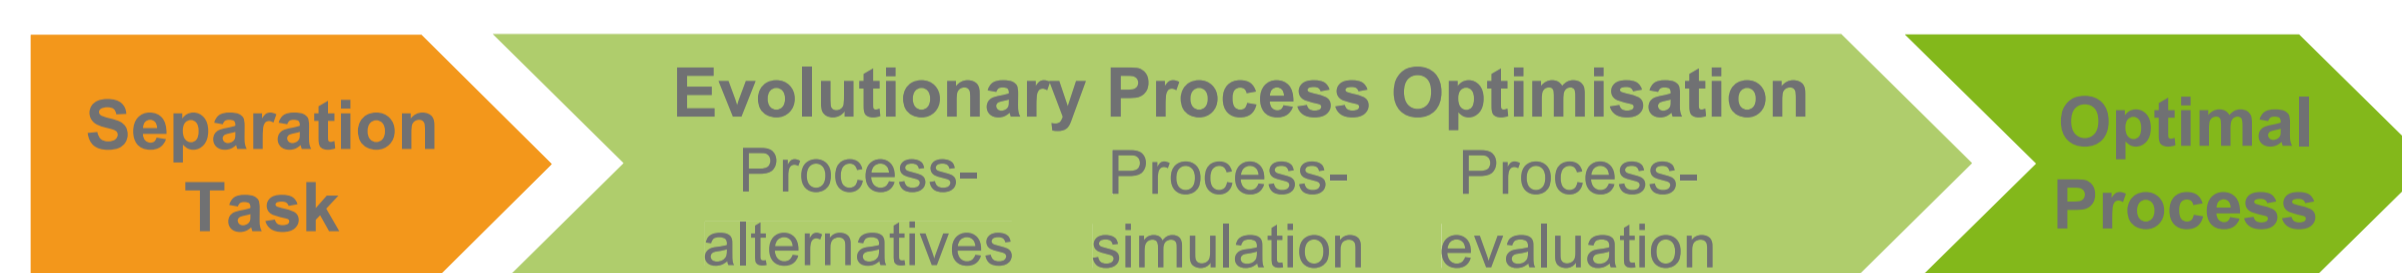 Separation
Task
Evolutionary Process Optimisation
Process-
alternatives
Process-
simulation
Process-
evaluation
Optimal
Process